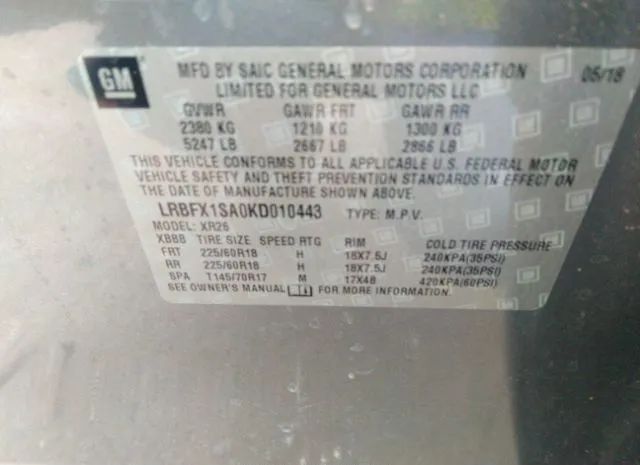 GM
MFD BY SAIC GENERAL MOTORS CORPORATION 05/18
LIMITED FOR GENERAL MOTORS LLC
GVWR GAWR FRT GAWR RR
2380 KG 1210 KG 1300 KG
5247 LB 2667 LB 2866 LB
THIS VEHICLE CONFORMS TO ALL APPLICABLE U.S. FEDERAL MOTOR
VEHICLE SAFETY AND THEFT PREVENTION STANDARDS IN EFFECT ON
THE DATE OF MANUFACTURE SHOWN ABOVE.
LRBFX1SA0KD010443 TYPE: M.P.V.
MODEL: XR26
XBBB TIRE SIZE SPEED RTG RIM COLD TIRE PRESSURE
FRT 225/60R18 H 18X7.5J 240KPA(35PSI)
RR 225/60R18 H 18X7.5J 240KPA(35PSI)
SPA T145/70R17 M 17X4B 420KPA(60PSI)
SEE OWNER'S MANUAL FOR MORE INFORMATION.